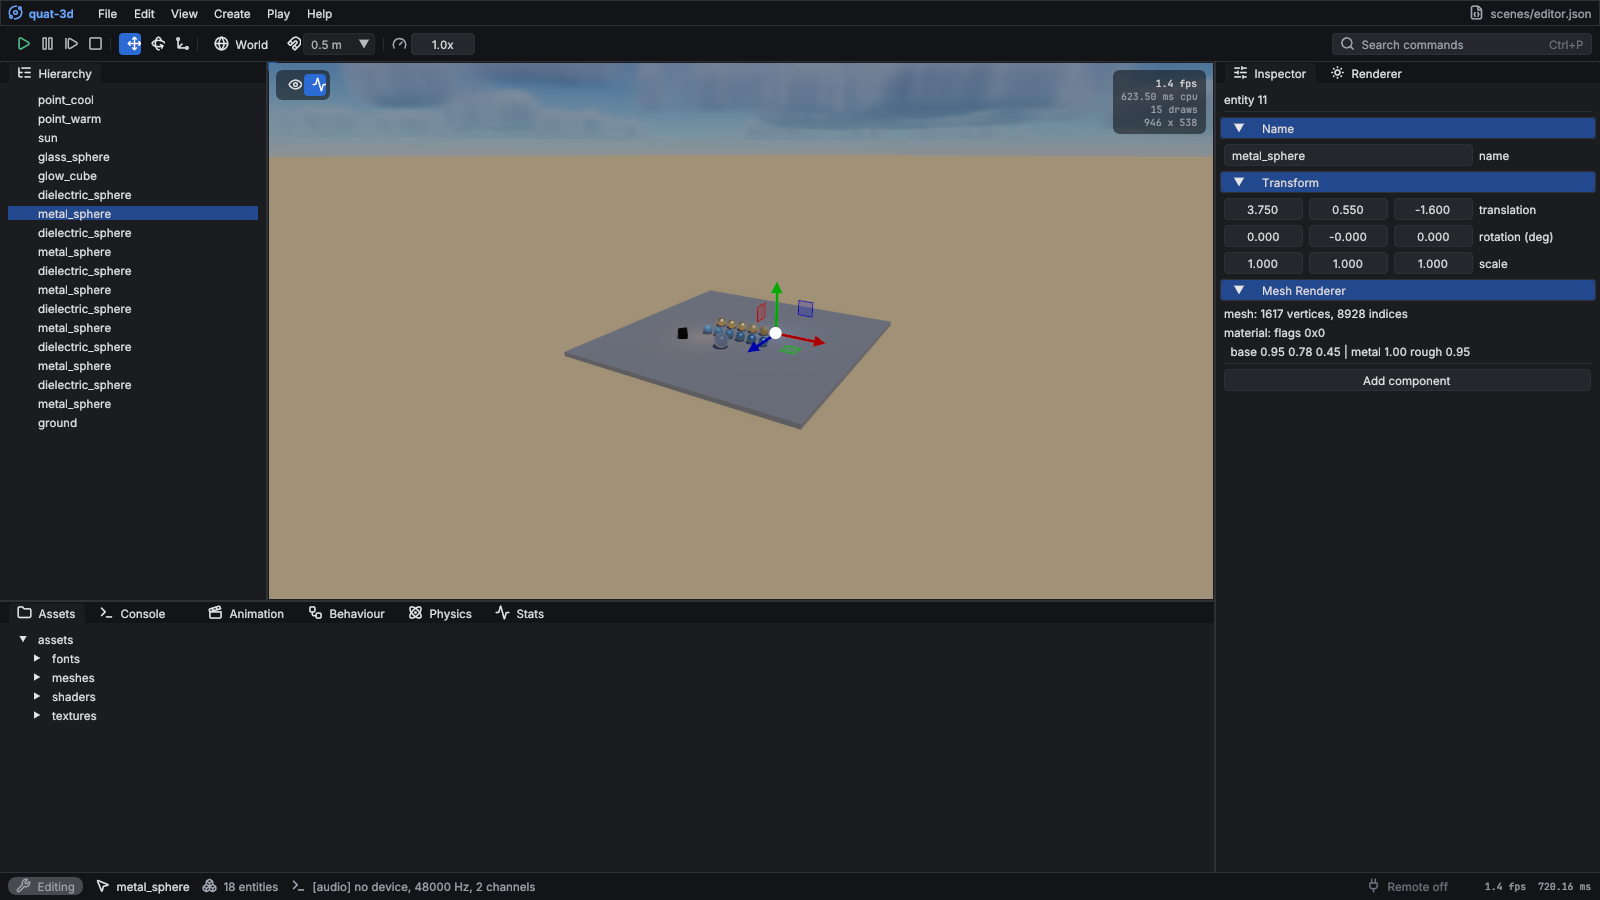 quat-3d File Edit View Create Play Help scenes/editor.json
World 0.5 m 1.0x Search commands Ctrl+P
Hierarchy
point_cool
point_warm
sun
glass_sphere
glow_cube
dielectric_sphere
metal_sphere
dielectric_sphere
metal_sphere
dielectric_sphere
metal_sphere
dielectric_sphere
metal_sphere
dielectric_sphere
metal_sphere
dielectric_sphere
metal_sphere
ground
1.4 fps
623.50 ms cpu
15 draws
946 x 538
Inspector Renderer
entity 11
Name
metal_sphere name
Transform
3.750 0.550 -1.600 translation
0.000 -0.000 0.000 rotation (deg)
1.000 1.000 1.000 scale
Mesh Renderer
mesh: 1617 vertices, 8928 indices
material: flags 0x0
base 0.95 0.78 0.45 | metal 1.00 rough 0.95
Add component
Assets Console Animation Behaviour Physics Stats
assets
fonts
meshes
shaders
textures
Editing metal_sphere 18 entities [audio] no device, 48000 Hz, 2 channels Remote off 1.4 fps 720.16 ms